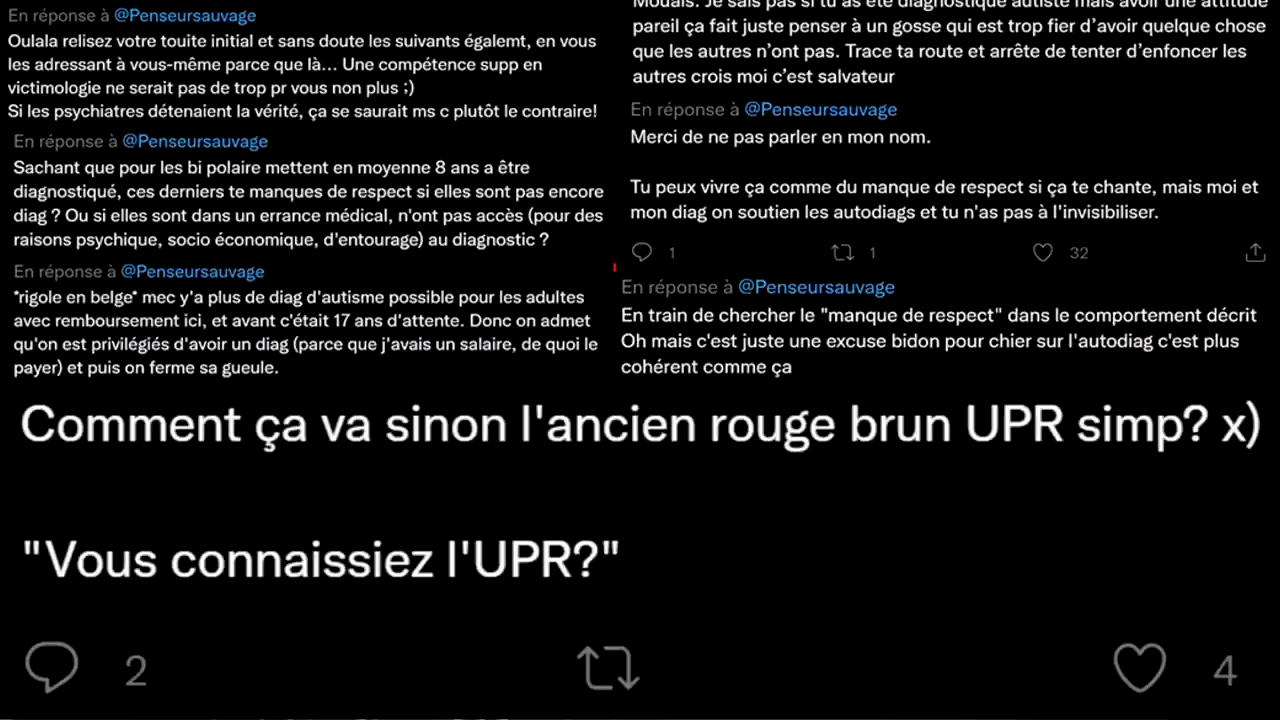 En réponse à @Penseursauvage
Oulala relisez votre touite initial et sans doute les suivants égalemt, en vous
les adressant à vous-même parce que là... Une compétence supp en
victimologie ne serait pas de trop pr vous non plus ;)
Si les psychiatres détenaient la vérité, ça se saurait ms c plutôt le contraire!
En réponse à @Penseursauvage
Sachant que pour les bi polaire mettent en moyenne 8 ans a être
diagnostiqué, ces derniers te manques de respect si elles sont pas encore
diag ? Ou si elles sont dans un errance médical, n'ont pas accès (pour des
raisons psychique, socio économique, d'entourage) au diagnostic ?
En réponse à @Penseursauvage
*rigole en belge* mec y'a plus de diag d'autisme possible pour les adultes
avec remboursement ici, et avant c'était 17 ans d'attente. Donc on admet
qu'on est privilégiés d'avoir un diag (parce que j'avais un salaire, de quoi le
payer) et puis on ferme sa gueule.
Mouais. Je sais pas si tu as été diagnostiqué autiste mais avoir une attitude
pareil ça fait juste penser à un gosse qui est trop fier d’avoir quelque chose
que les autres n’ont pas. Trace ta route et arrête de tenter d’enfoncer les
autres crois moi c’est salvateur
En réponse à @Penseursauvage
Merci de ne pas parler en mon nom.
Tu peux vivre ça comme du manque de respect si ça te chante, mais moi et
mon diag on soutien les autodiags et tu n'as pas à l'invisibiliser.
1 1 32
En réponse à @Penseursauvage
En train de chercher le "manque de respect" dans le comportement décrit
Oh mais c'est juste une excuse bidon pour chier sur l'autodiag c'est plus
cohérent comme ça
Comment ça va sinon l'ancien rouge brun UPR simp? x)
"Vous connaissiez l'UPR?"
2 4